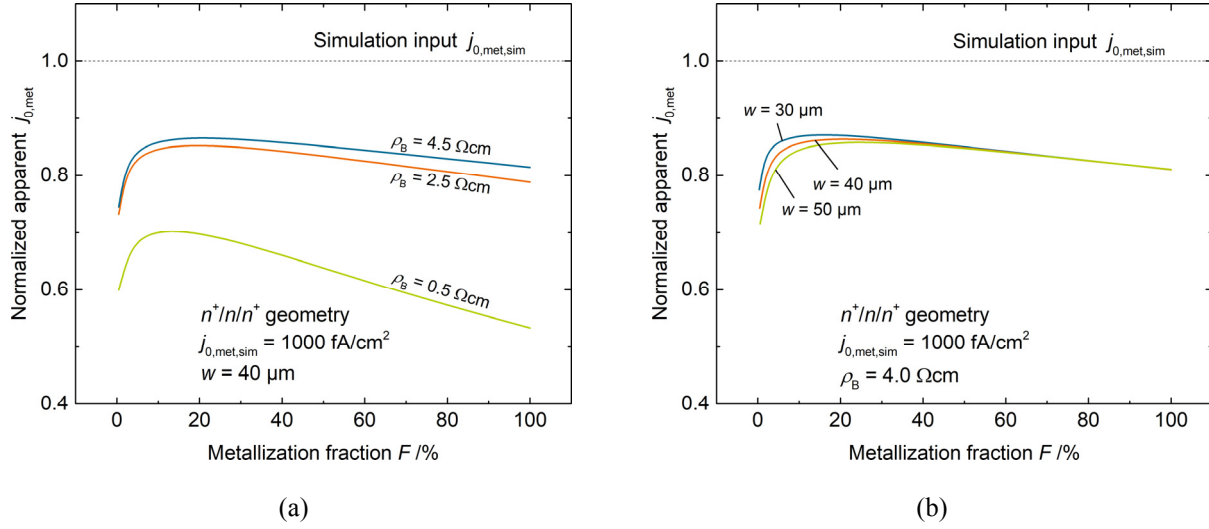 Simulation input j0,met,sim
1.0
0.8
0.6
0.4
Normalized apparent j0,met
ρB = 4.5 Ωcm
ρB = 2.5 Ωcm
ρB = 0.5 Ωcm
n+/n/n+ geometry
j0,met,sim = 1000 fA/cm2
w = 40 µm
0 20 40 60 80 100
Metallization fraction F /%
(a)
Simulation input j0,met,sim
1.0
0.8
0.6
0.4
Normalized apparent j0,met
w = 30 µm
w = 40 µm
w = 50 µm
n+/n/n+ geometry
j0,met,sim = 1000 fA/cm2
ρB = 4.0 Ωcm
0 20 40 60 80 100
Metallization fraction F /%
(b)